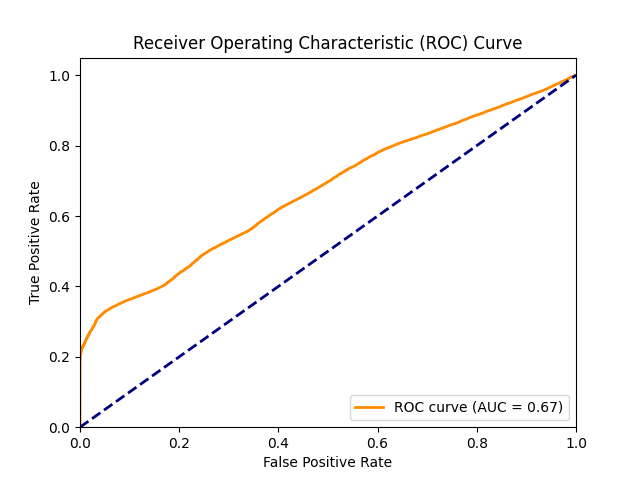 Receiver Operating Characteristic (ROC) Curve
True Positive Rate
1.0
0.8
0.6
0.4
0.2
0.0
0.0 0.2 0.4 0.6 0.8 1.0
False Positive Rate
ROC curve (AUC = 0.67)